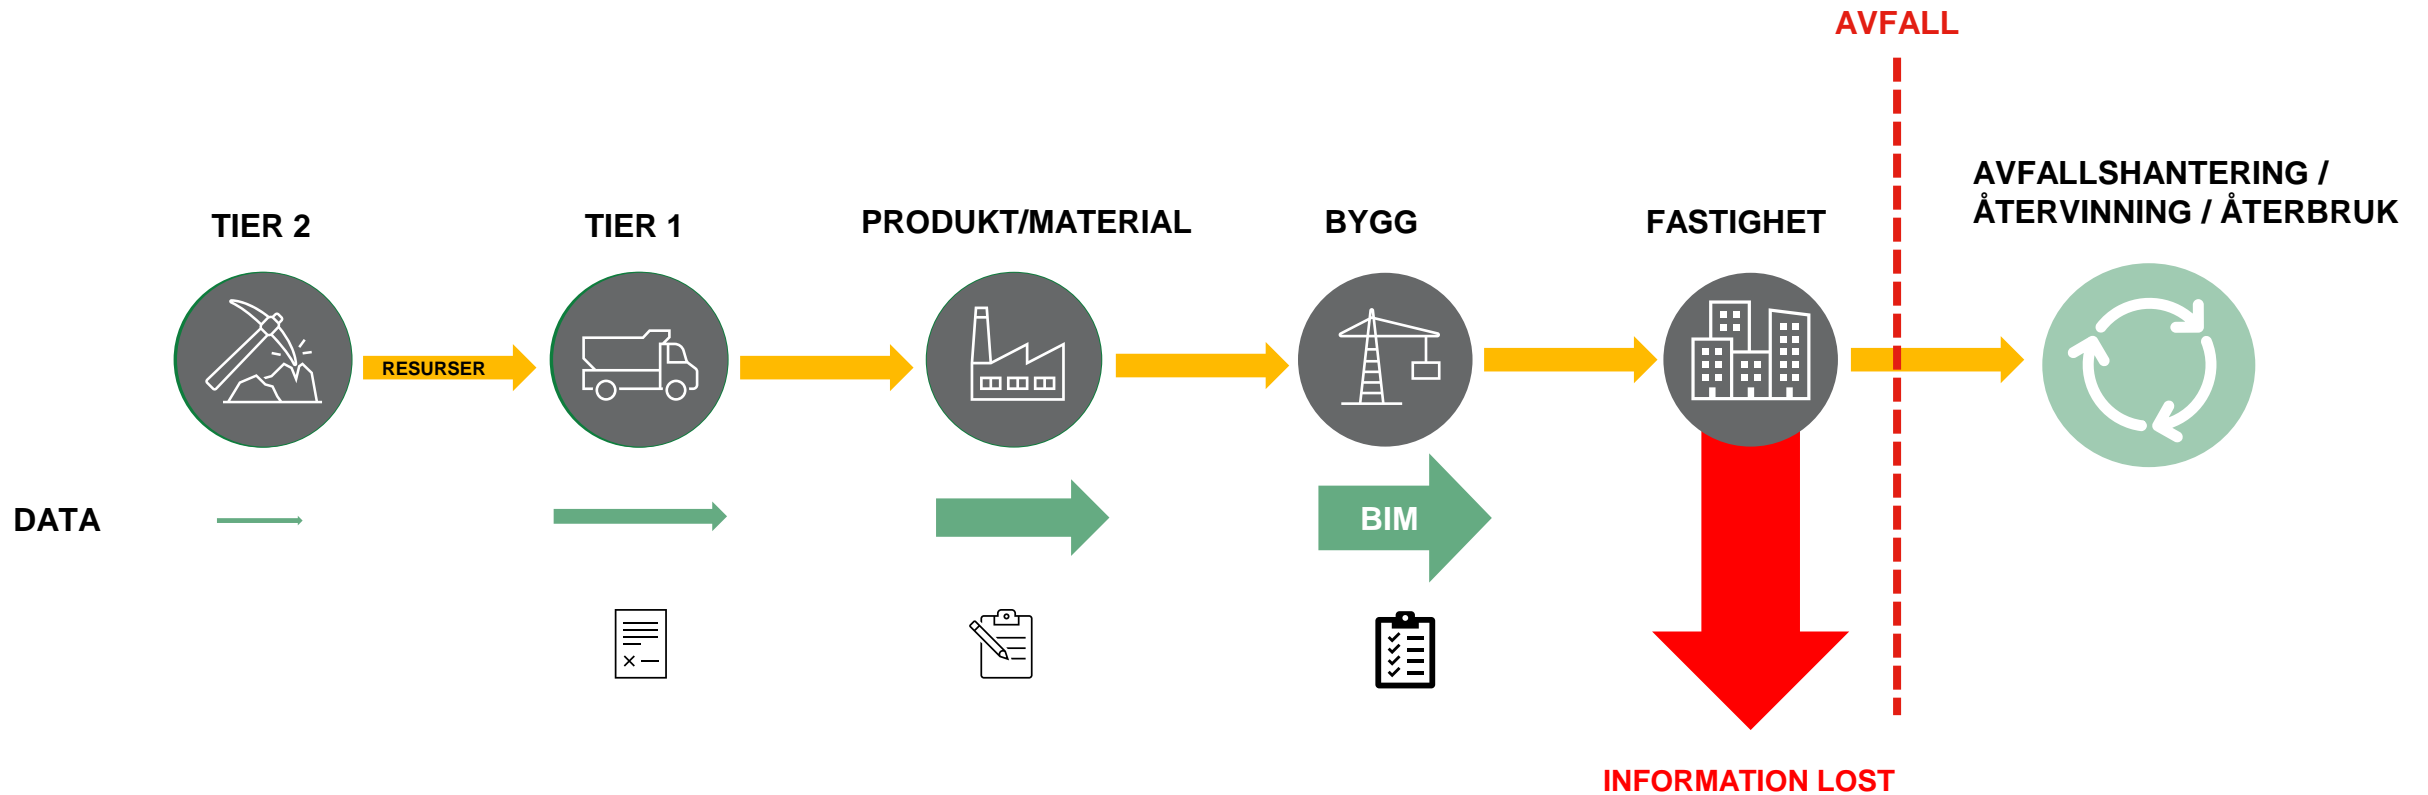 AVFALL
AVFALLSHANTERING /
ÅTERVINNING / ÅTERBRUK
TIER 2
TIER 1
PRODUKT/MATERIAL
BYGG
FASTIGHET
RESURSER
DATA
BIM
INFORMATION LOST